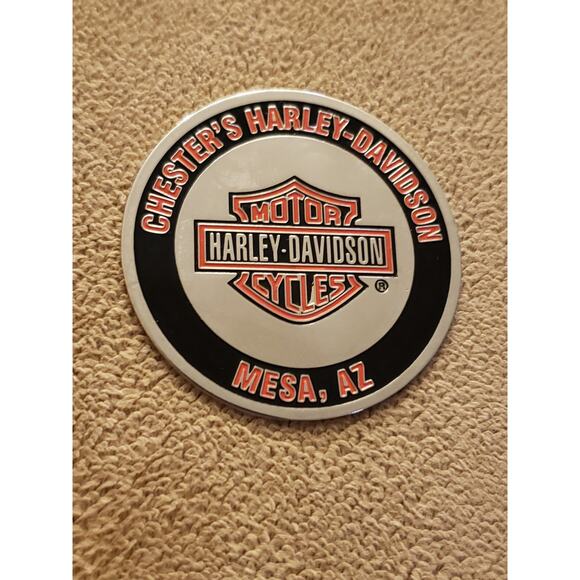 CHESTER'S HARLEY-DAVIDSON
MOTOR
HARLEY-DAVIDSON
CYCLES
®
MESA, AZ